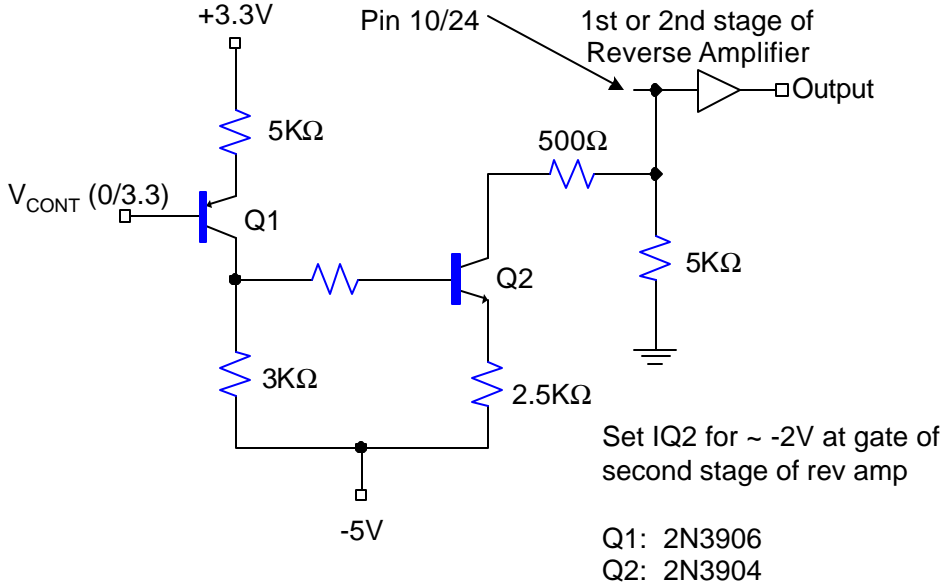 +3.3V
Pin 10/24
1st or 2nd stage of
Reverse Amplifier
Output
5KΩ
500Ω
V_CONT (0/3.3)
Q1
Q2
5KΩ
3KΩ
2.5KΩ
-5V
Set IQ2 for ~ -2V at gate of
second stage of rev amp
Q1: 2N3906
Q2: 2N3904